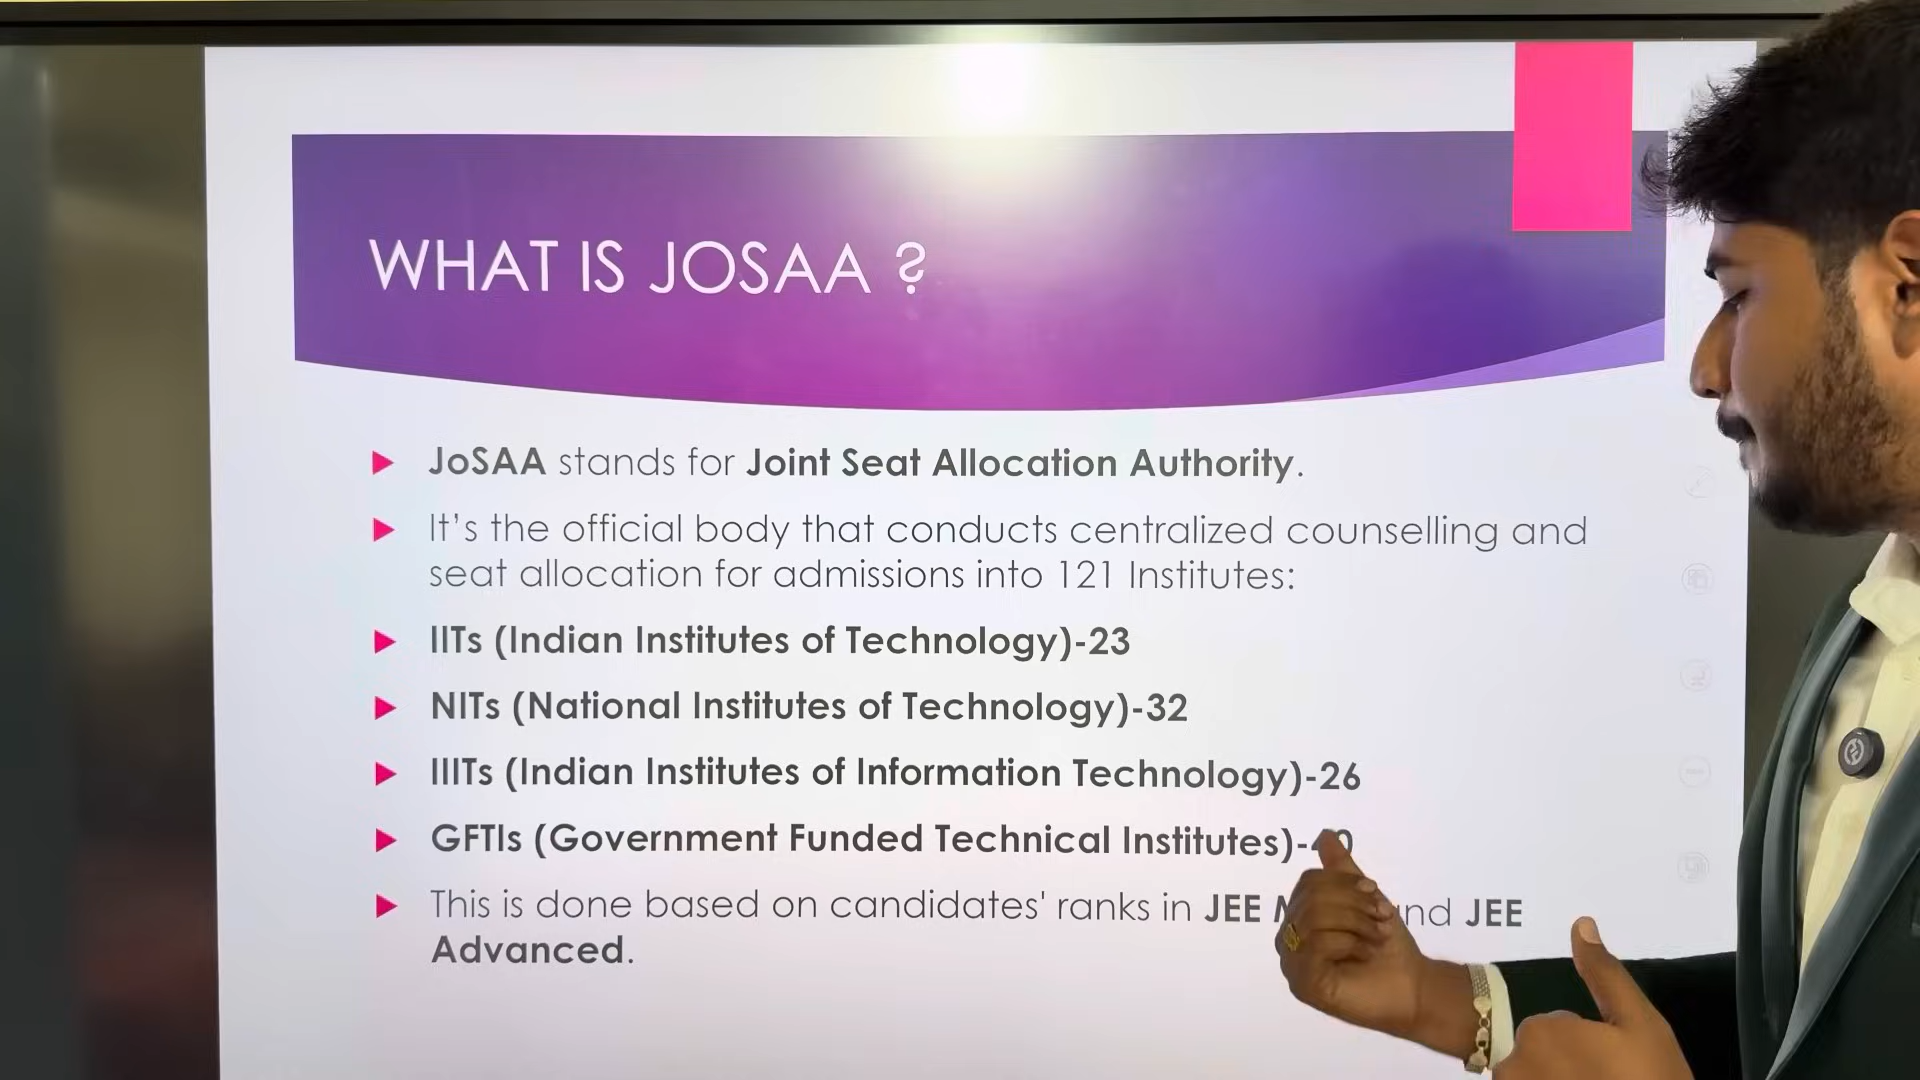 WHAT IS JOSAA ?
JoSAA stands for Joint Seat Allocation Authority.
It's the official body that conducts centralized counselling and
seat allocation for admissions into 121 Institutes:
IITs (Indian Institutes of Technology)-23
NITs (National Institutes of Technology)-32
IIITs (Indian Institutes of Information Technology)-26
GFTIs (Government Funded Technical Institutes)-
This is done based on candidates' ranks in JEE and JEE
Advanced.